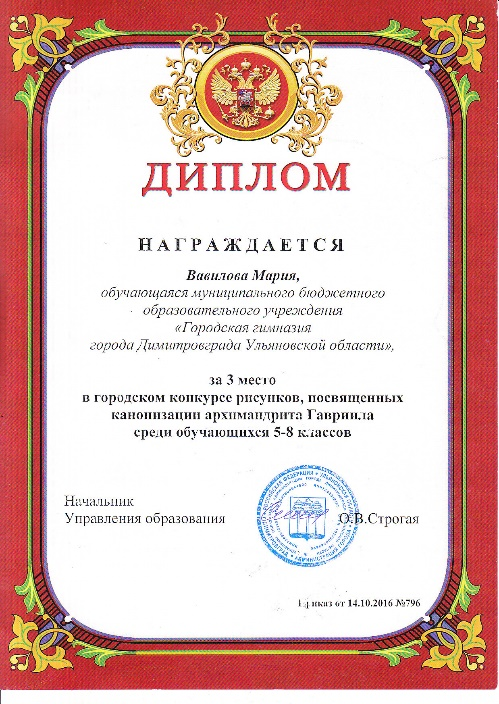 ДИПЛОМ
НАГРАЖДАЕТСЯ
Вавилова Мария,
обучающаяся муниципального бюджетного
образовательного учреждения
«Городская гимназия
города Димитровграда Ульяновской области»,
за 3 место
в городском конкурсе рисунков, посвященных
канонизации архимандрита Гавриила
среди обучающихся 5-8 классов
Начальник
Управления образования О.В.Строгая
Приказ от 14.10.2016 №796